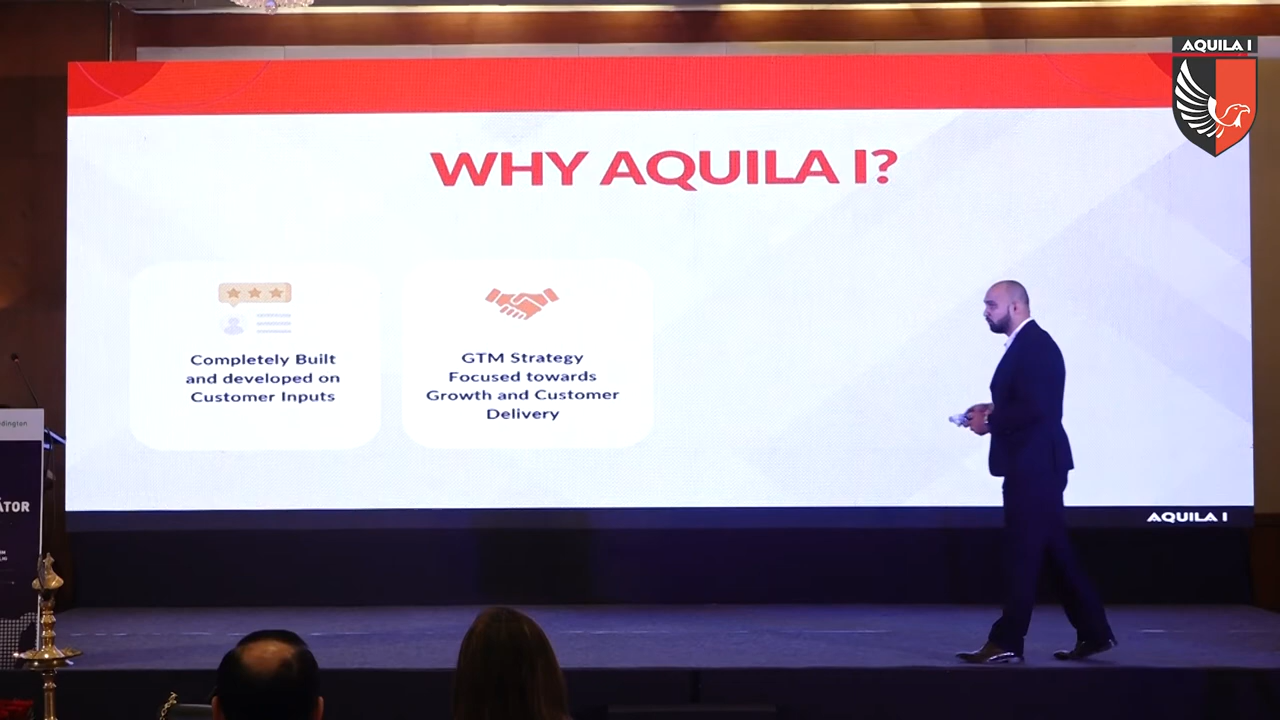 AQUILA I
WHY AQUILA I?
Completely Built
and developed on
Customer Inputs
GTM Strategy
Focused towards
Growth and Customer
Delivery
AQUILA I